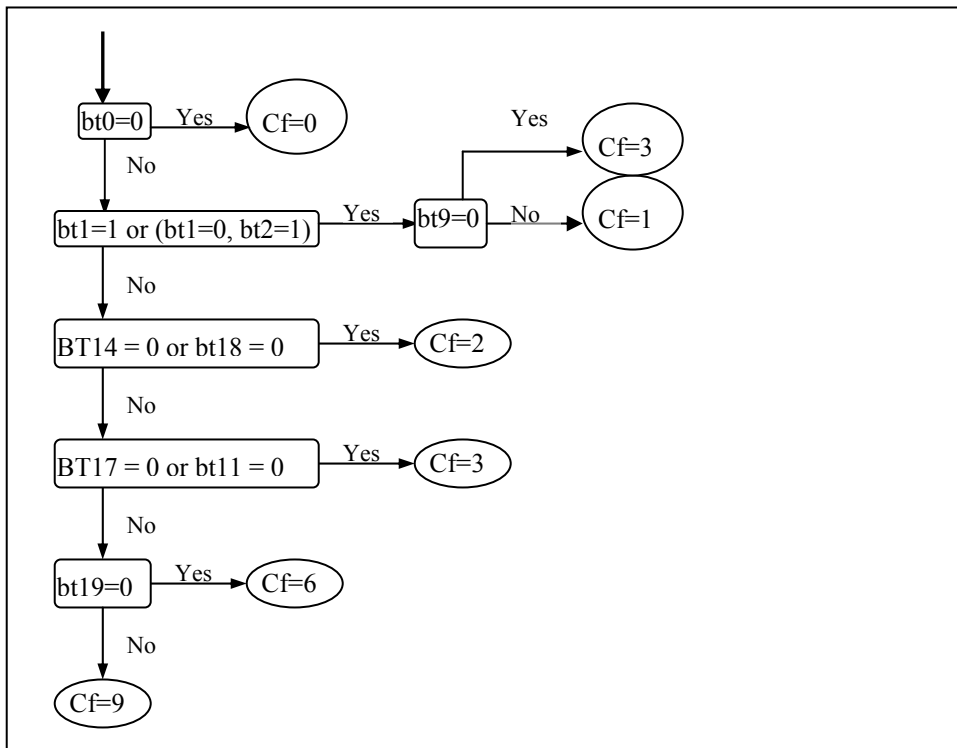 bt0=0
Yes
Cf=0
Yes
Cf=3
No
bt1=1 or (bt1=0, bt2=1)
Yes
bt9=0
No
Cf=1
No
BT14 = 0 or bt18 = 0
Yes
Cf=2
No
BT17 = 0 or bt11 = 0
Yes
Cf=3
No
bt19=0
Yes
Cf=6
No
Cf=9